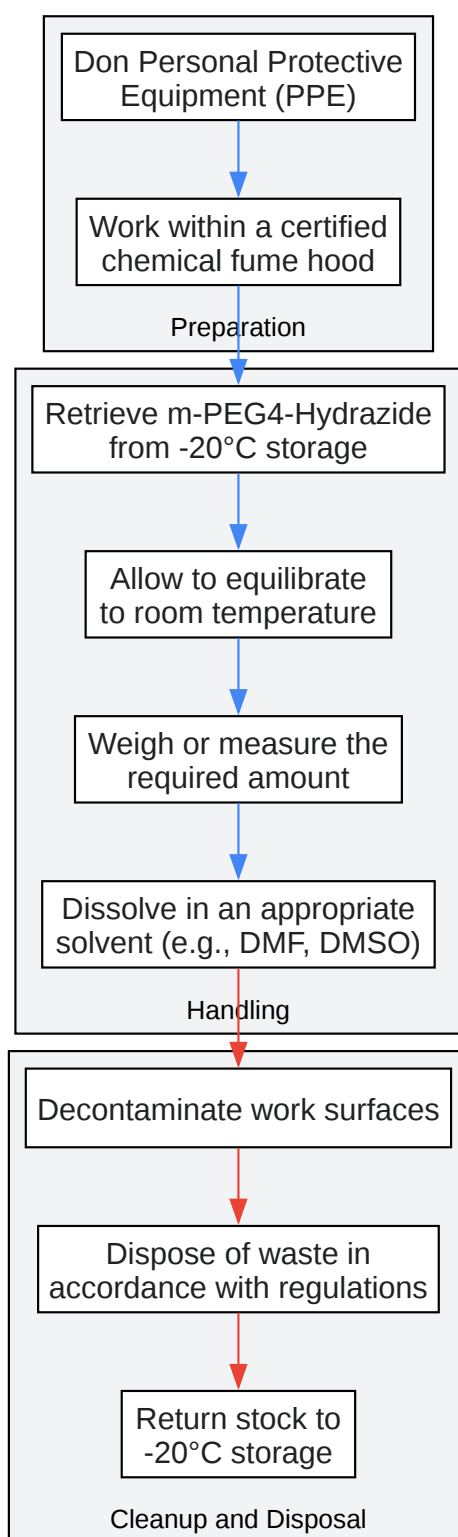 Don Personal Protective
Equipment (PPE)
Work within a certified
chemical fume hood
Preparation
Retrieve m-PEG4-Hydrazide
from -20°C storage
Allow to equilibrate
to room temperature
Weigh or measure the
required amount
Dissolve in an appropriate
solvent (e.g., DMF, DMSO)
Handling
Decontaminate work surfaces
Dispose of waste in
accordance with regulations
Return stock to
-20°C storage
Cleanup and Disposal